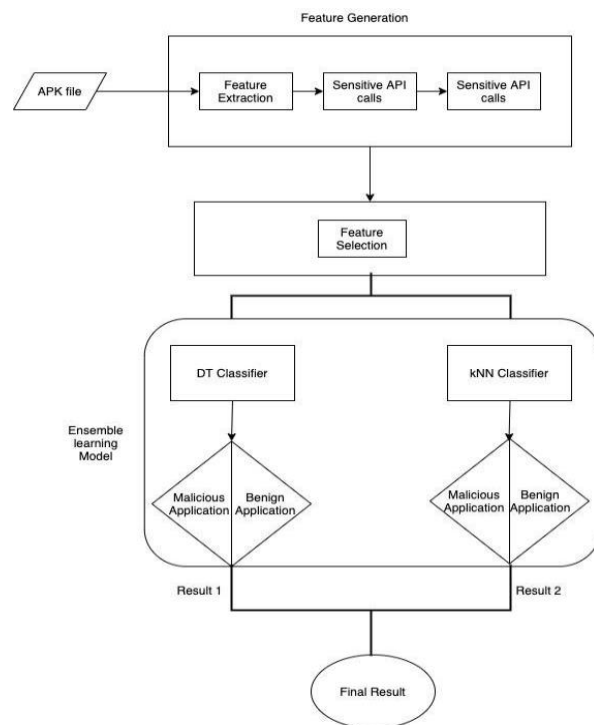 Feature Generation
APK file
Feature
Extraction
Sensitive API
calls
Sensitive API
calls
Feature
Selection
DT Classifier
kNN Classifier
Ensemble
learning
Model
Malicious
Application
Benign
Application
Malicious
Application
Benign
Application
Result 1
Result 2
Final Result